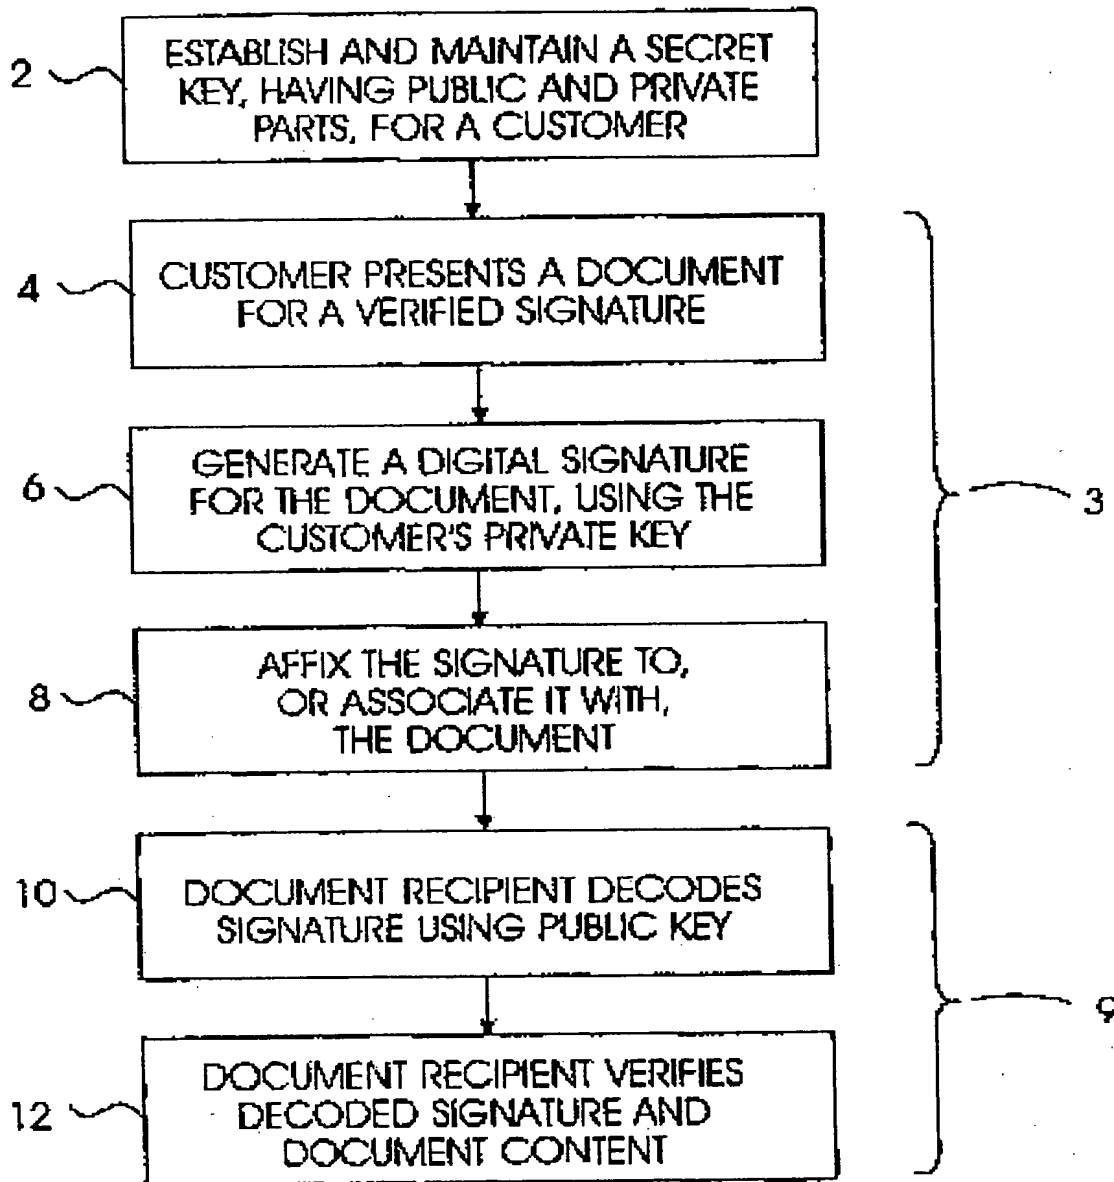 2
ESTABLISH AND MAINTAIN A SECRET
KEY, HAVING PUBLIC AND PRIVATE
PARTS, FOR A CUSTOMER
4
CUSTOMER PRESENTS A DOCUMENT
FOR A VERIFIED SIGNATURE
6
GENERATE A DIGITAL SIGNATURE
FOR THE DOCUMENT, USING THE
CUSTOMER'S PRIVATE KEY
3
8
AFFIX THE SIGNATURE TO,
OR ASSOCIATE IT WITH,
THE DOCUMENT
10
DOCUMENT RECIPIENT DECODES
SIGNATURE USING PUBLIC KEY
9
12
DOCUMENT RECIPIENT VERIFIES
DECODED SIGNATURE AND
DOCUMENT CONTENT